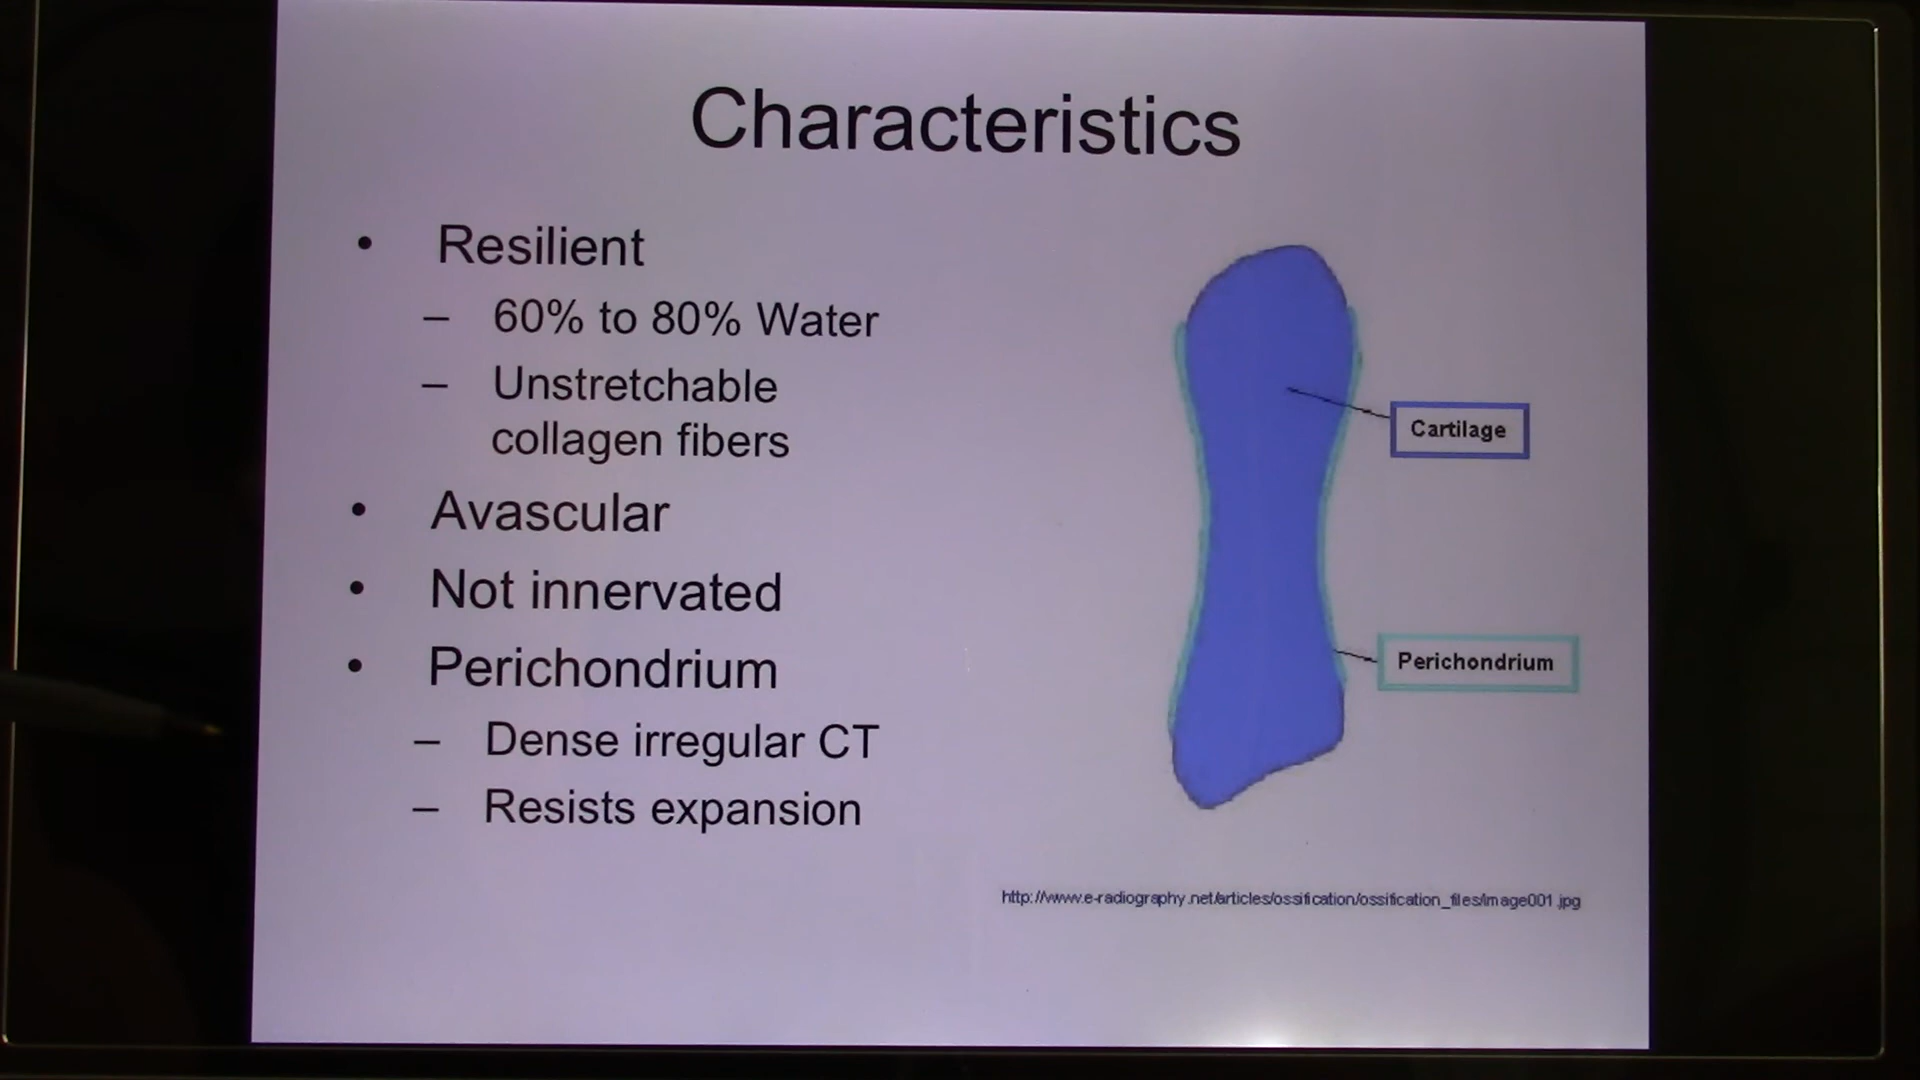 Characteristics
• Resilient
– 60% to 80% Water
– Unstretchable
collagen fibers
• Avascular
• Not innervated
• Perichondrium
– Dense irregular CT
– Resists expansion
Cartilage
Perichondrium
http://www.e-radiography.net/articles/ossification/ossification_files/image001.jpg